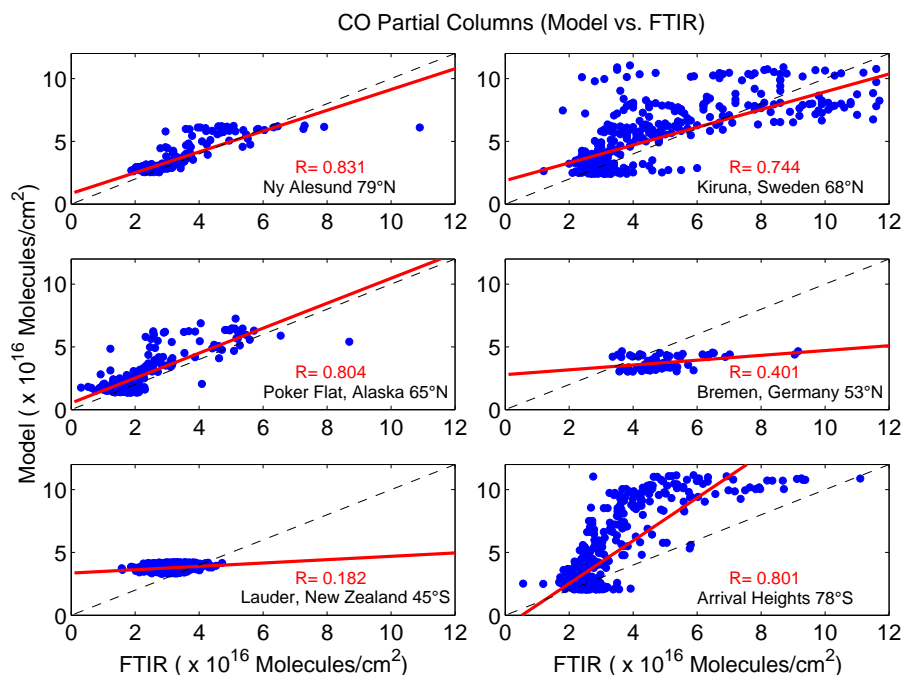 CO Partial Columns (Model vs. FTIR)
Model ( x 10^16 Molecules/cm^2)
10
5
0
0 2 4 6 8 10 12
R= 0.831
Ny Alesund 79°N
10
5
0
0 2 4 6 8 10 12
R= 0.744
Kiruna, Sweden 68°N
10
5
0
0 2 4 6 8 10 12
R= 0.804
Poker Flat, Alaska 65°N
10
5
0
0 2 4 6 8 10 12
R= 0.401
Bremen, Germany 53°N
10
5
0
0 2 4 6 8 10 12
R= 0.182
Lauder, New Zealand 45°S
FTIR ( x 10^16 Molecules/cm^2)
10
5
0
0 2 4 6 8 10 12
R= 0.801
Arrival Heights 78°S
FTIR ( x 10^16 Molecules/cm^2)